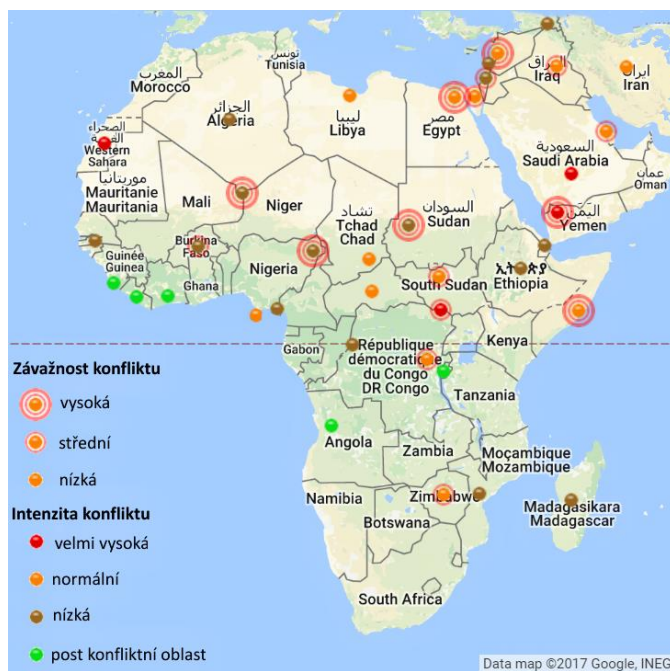 تونس
Tunisia
المغرب
Morocco
الجزائر
Algeria
ليبيا
Libya
مصر
Egypt
العراق
Iraq
ایران
Iran
الصحراء
الغربية
Western
Sahara
السعودية
Saudi Arabia
عمان
Oman
موريتانيا
Mauritanie
Mauritania
Mali
Niger
تشاد
Tchad
Chad
السودان
Sudan
اليمن
Yemen
Burkina
Faso
Guinée
Guinea
Ghana
Nigeria
South Sudan
ኢትዮጵያ
Ethiopia
Gabon
République
démocratique
du Congo
DR Congo
Kenya
Tanzania
Angola
Zambia
Moçambique
Mozambique
Namibia
Zimbabwe
Botswana
Madagasikara
Madagascar
South Africa
Závažnost konfliktu
vysoká
střední
nízká
Intenzita konfliktu
velmi vysoká
normální
nízká
post konfliktní oblast
Data map ©2017 Google, INEG